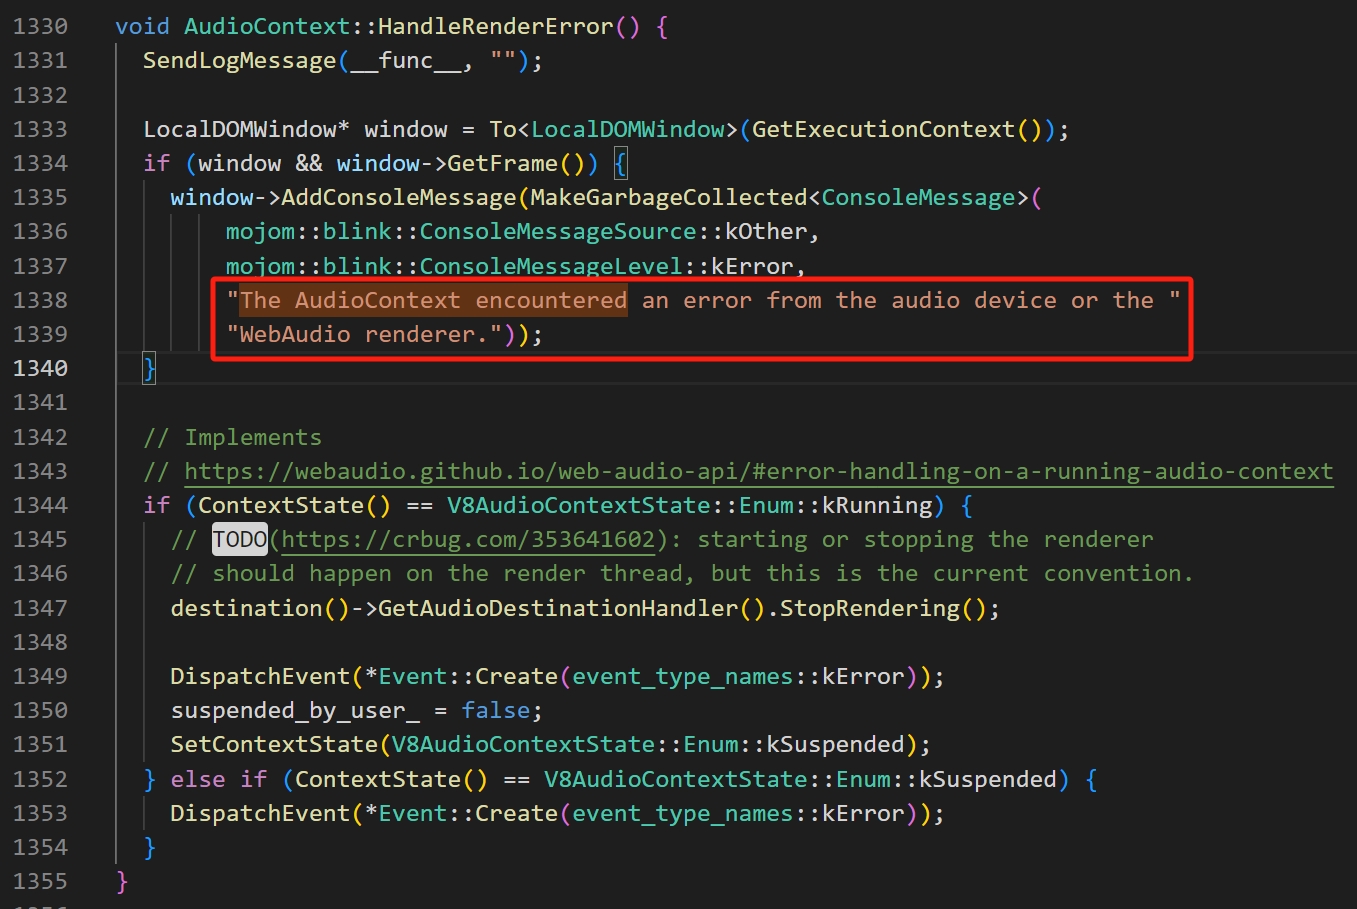 1330 void AudioContext::HandleRenderError() {
1331 SendLogMessage(__func__, "");
1332
1333 LocalDOMWindow* window = To<LocalDOMWindow>(GetExecutionContext());
1334 if (window && window->GetFrame()) {
1335 window->AddConsoleMessage(MakeGarbageCollected<ConsoleMessage>(
1336 mojom::blink::ConsoleMessageSource::kOther,
1337 mojom::blink::ConsoleMessageLevel::kError,
1338 "The AudioContext encountered an error from the audio device or the "
1339 "WebAudio renderer."));
1340 }
1341
1342 // Implements
1343 // https://webaudio.github.io/web-audio-api/#error-handling-on-a-running-audio-context
1344 if (ContextState() == V8AudioContextState::Enum::kRunning) {
1345 // TODO(https://crbug.com/353641602): starting or stopping the renderer
1346 // should happen on the render thread, but this is the current convention.
1347 destination()->GetAudioDestinationHandler().StopRendering();
1348
1349 DispatchEvent(*Event::Create(event_type_names::kError));
1350 suspended_by_user_ = false;
1351 SetContextState(V8AudioContextState::Enum::kSuspended);
1352 } else if (ContextState() == V8AudioContextState::Enum::kSuspended) {
1353 DispatchEvent(*Event::Create(event_type_names::kError));
1354 }
1355 }